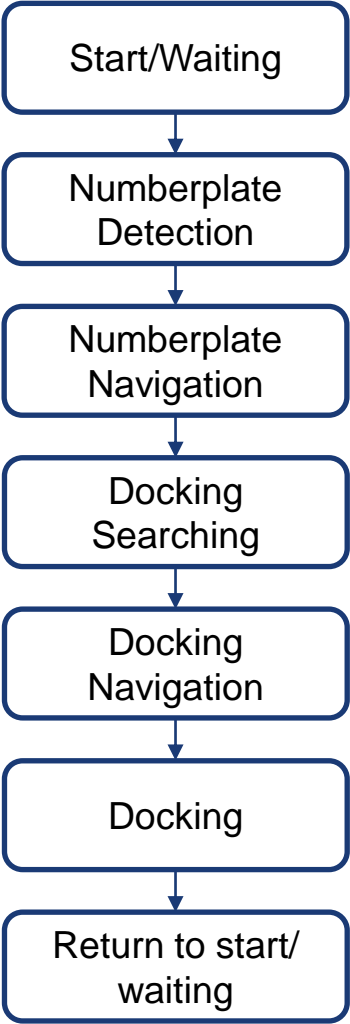 Start/Waiting
Numberplate
Detection
Numberplate
Navigation
Docking
Searching
Docking
Navigation
Docking
Return to start/
waiting